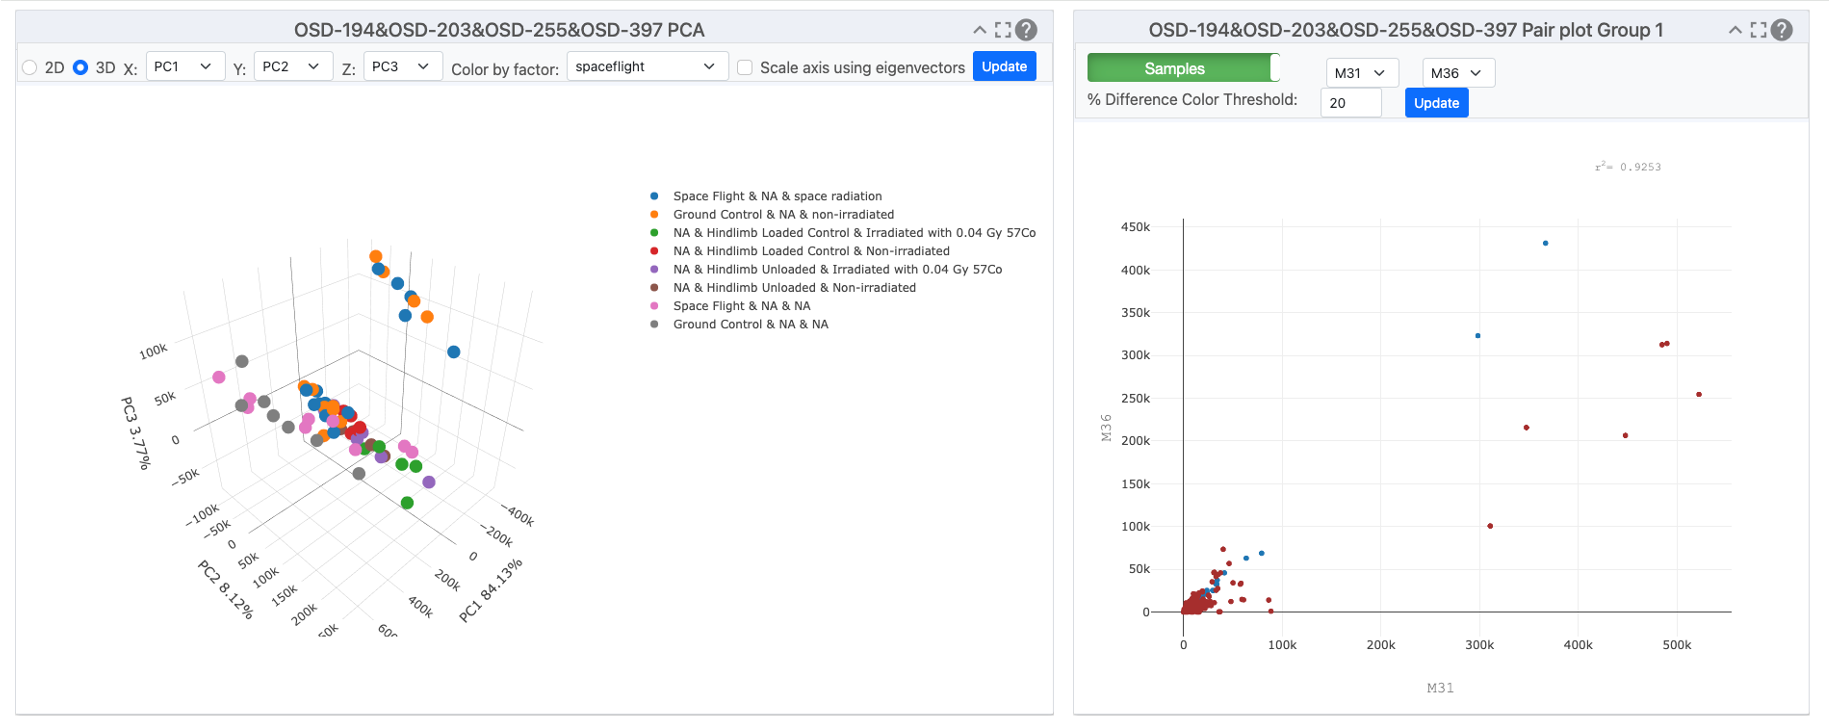 OSD-194&OSD-203&OSD-255&OSD-397 PCA
2D 3D X: PC1 Y: PC2 Z: PC3 Color by factor: spaceflight Scale axis using eigenvectors Update
Space Flight & NA & space radiation
Ground Control & NA & non-irradiated
NA & Hindlimb Loaded Control & Irradiated with 0.04 Gy 57Co
NA & Hindlimb Loaded Control & Non-irradiated
NA & Hindlimb Unloaded & Irradiated with 0.04 Gy 57Co
NA & Hindlimb Unloaded & Non-irradiated
Space Flight & NA & NA
Ground Control & NA & NA
100k
50k
0
−50k
−100k
PC3 3.77%
−50k
0
50k
100k
150k
200k
PC2 8.12%
−400k
−200k
0
200k
400k
PC1 84.13%
OSD-194&OSD-203&OSD-255&OSD-397 Pair plot Group 1
Samples M31 M36
% Difference Color Threshold: 20 Update
r²= 0.9253
450k
400k
350k
300k
250k
200k
150k
100k
50k
0
M36
0 100k 200k 300k 400k 500k
M31